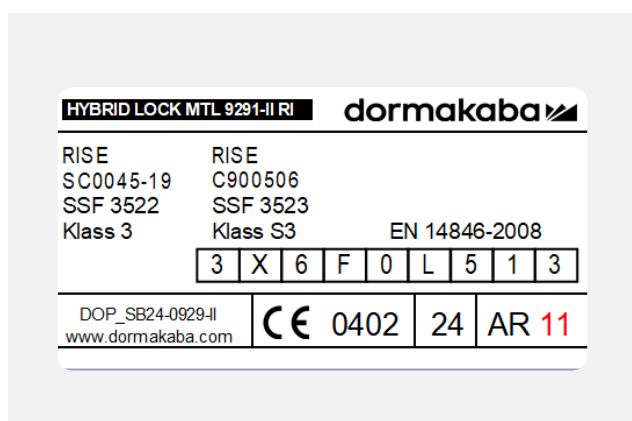 HYBRID LOCK MTL 9291-II RI dormakaba
RISE RISE
SC0045-19 C900506
SSF 3522 SSF 3523
Klass 3 Klass S3 EN 14846-2008
3 X 6 F 0 L 5 1 3
DOP_SB24-0929-II
www.dormakaba.com
CE 0402 24 AR 11